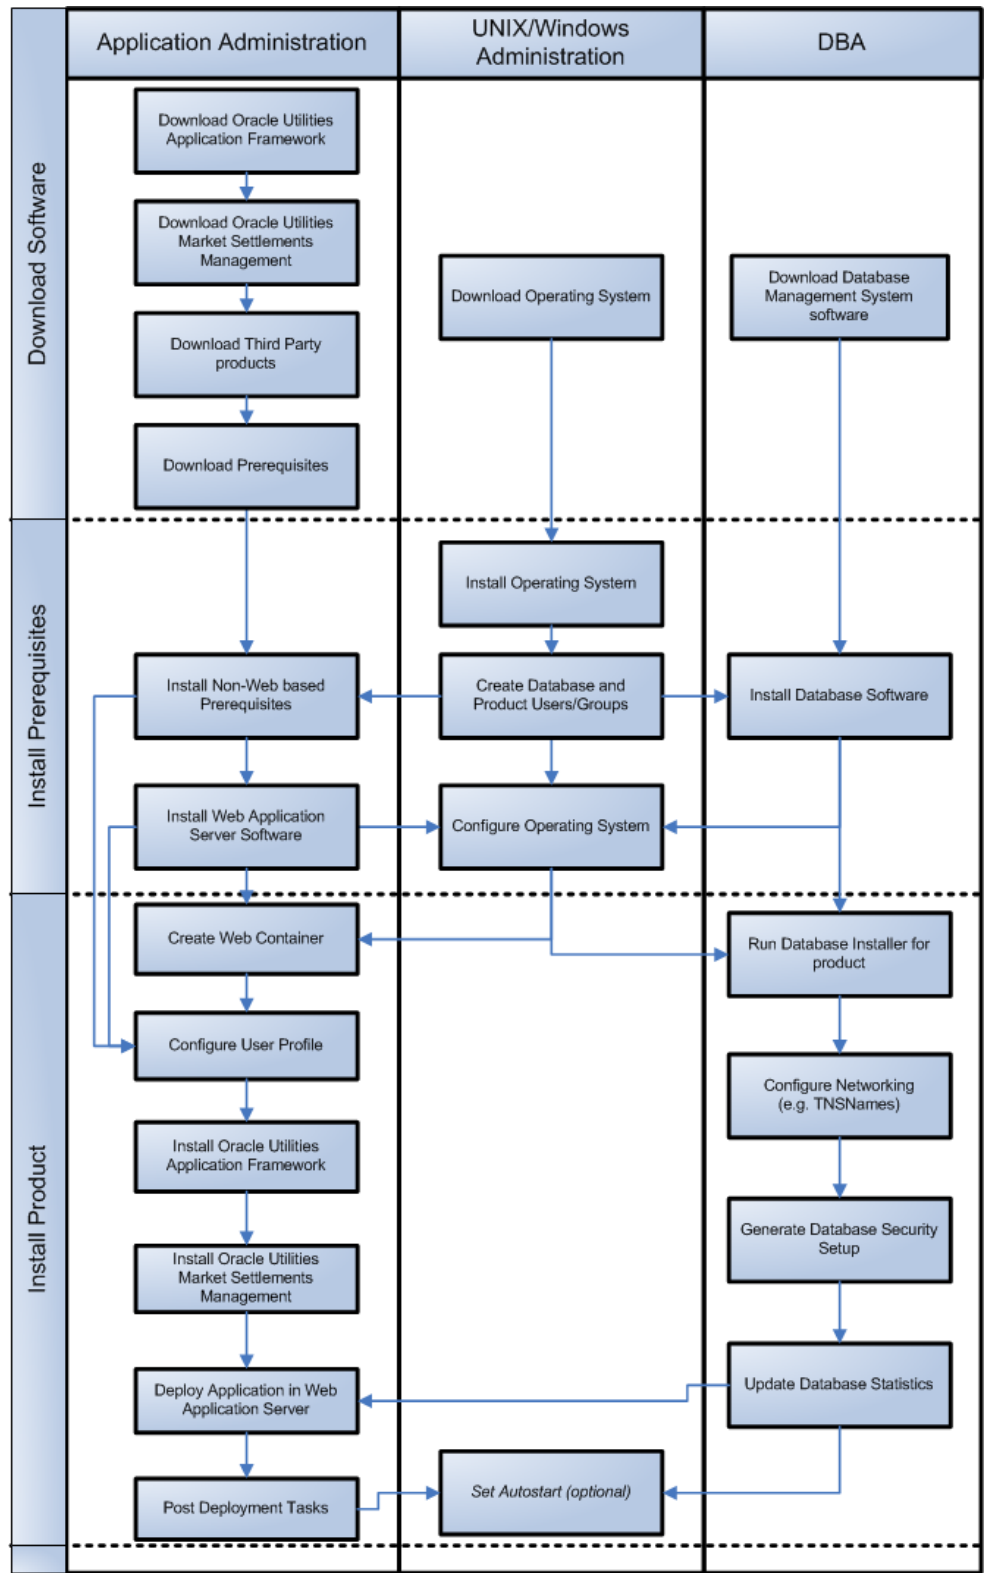 Application Administration
UNIX/Windows
Administration
DBA
Download Software
Download Oracle Utilities
Application Framework
Download Oracle Utilities
Market Settlements
Management
Download Third Party
products
Download Prerequisites
Download Operating System
Download Database
Management System
software
Install Prerequisites
Install Operating System
Install Non-Web based
Prerequisites
Create Database and
Product Users/Groups
Install Database Software
Install Web Application
Server Software
Configure Operating System
Install Product
Create Web Container
Run Database Installer for
product
Configure User Profile
Configure Networking
(e.g. TNSNames)
Install Oracle Utilities
Application Framework
Generate Database Security
Setup
Install Oracle Utilities
Market Settlements
Management
Deploy Application in Web
Application Server
Update Database Statistics
Post Deployment Tasks
Set Autostart (optional)